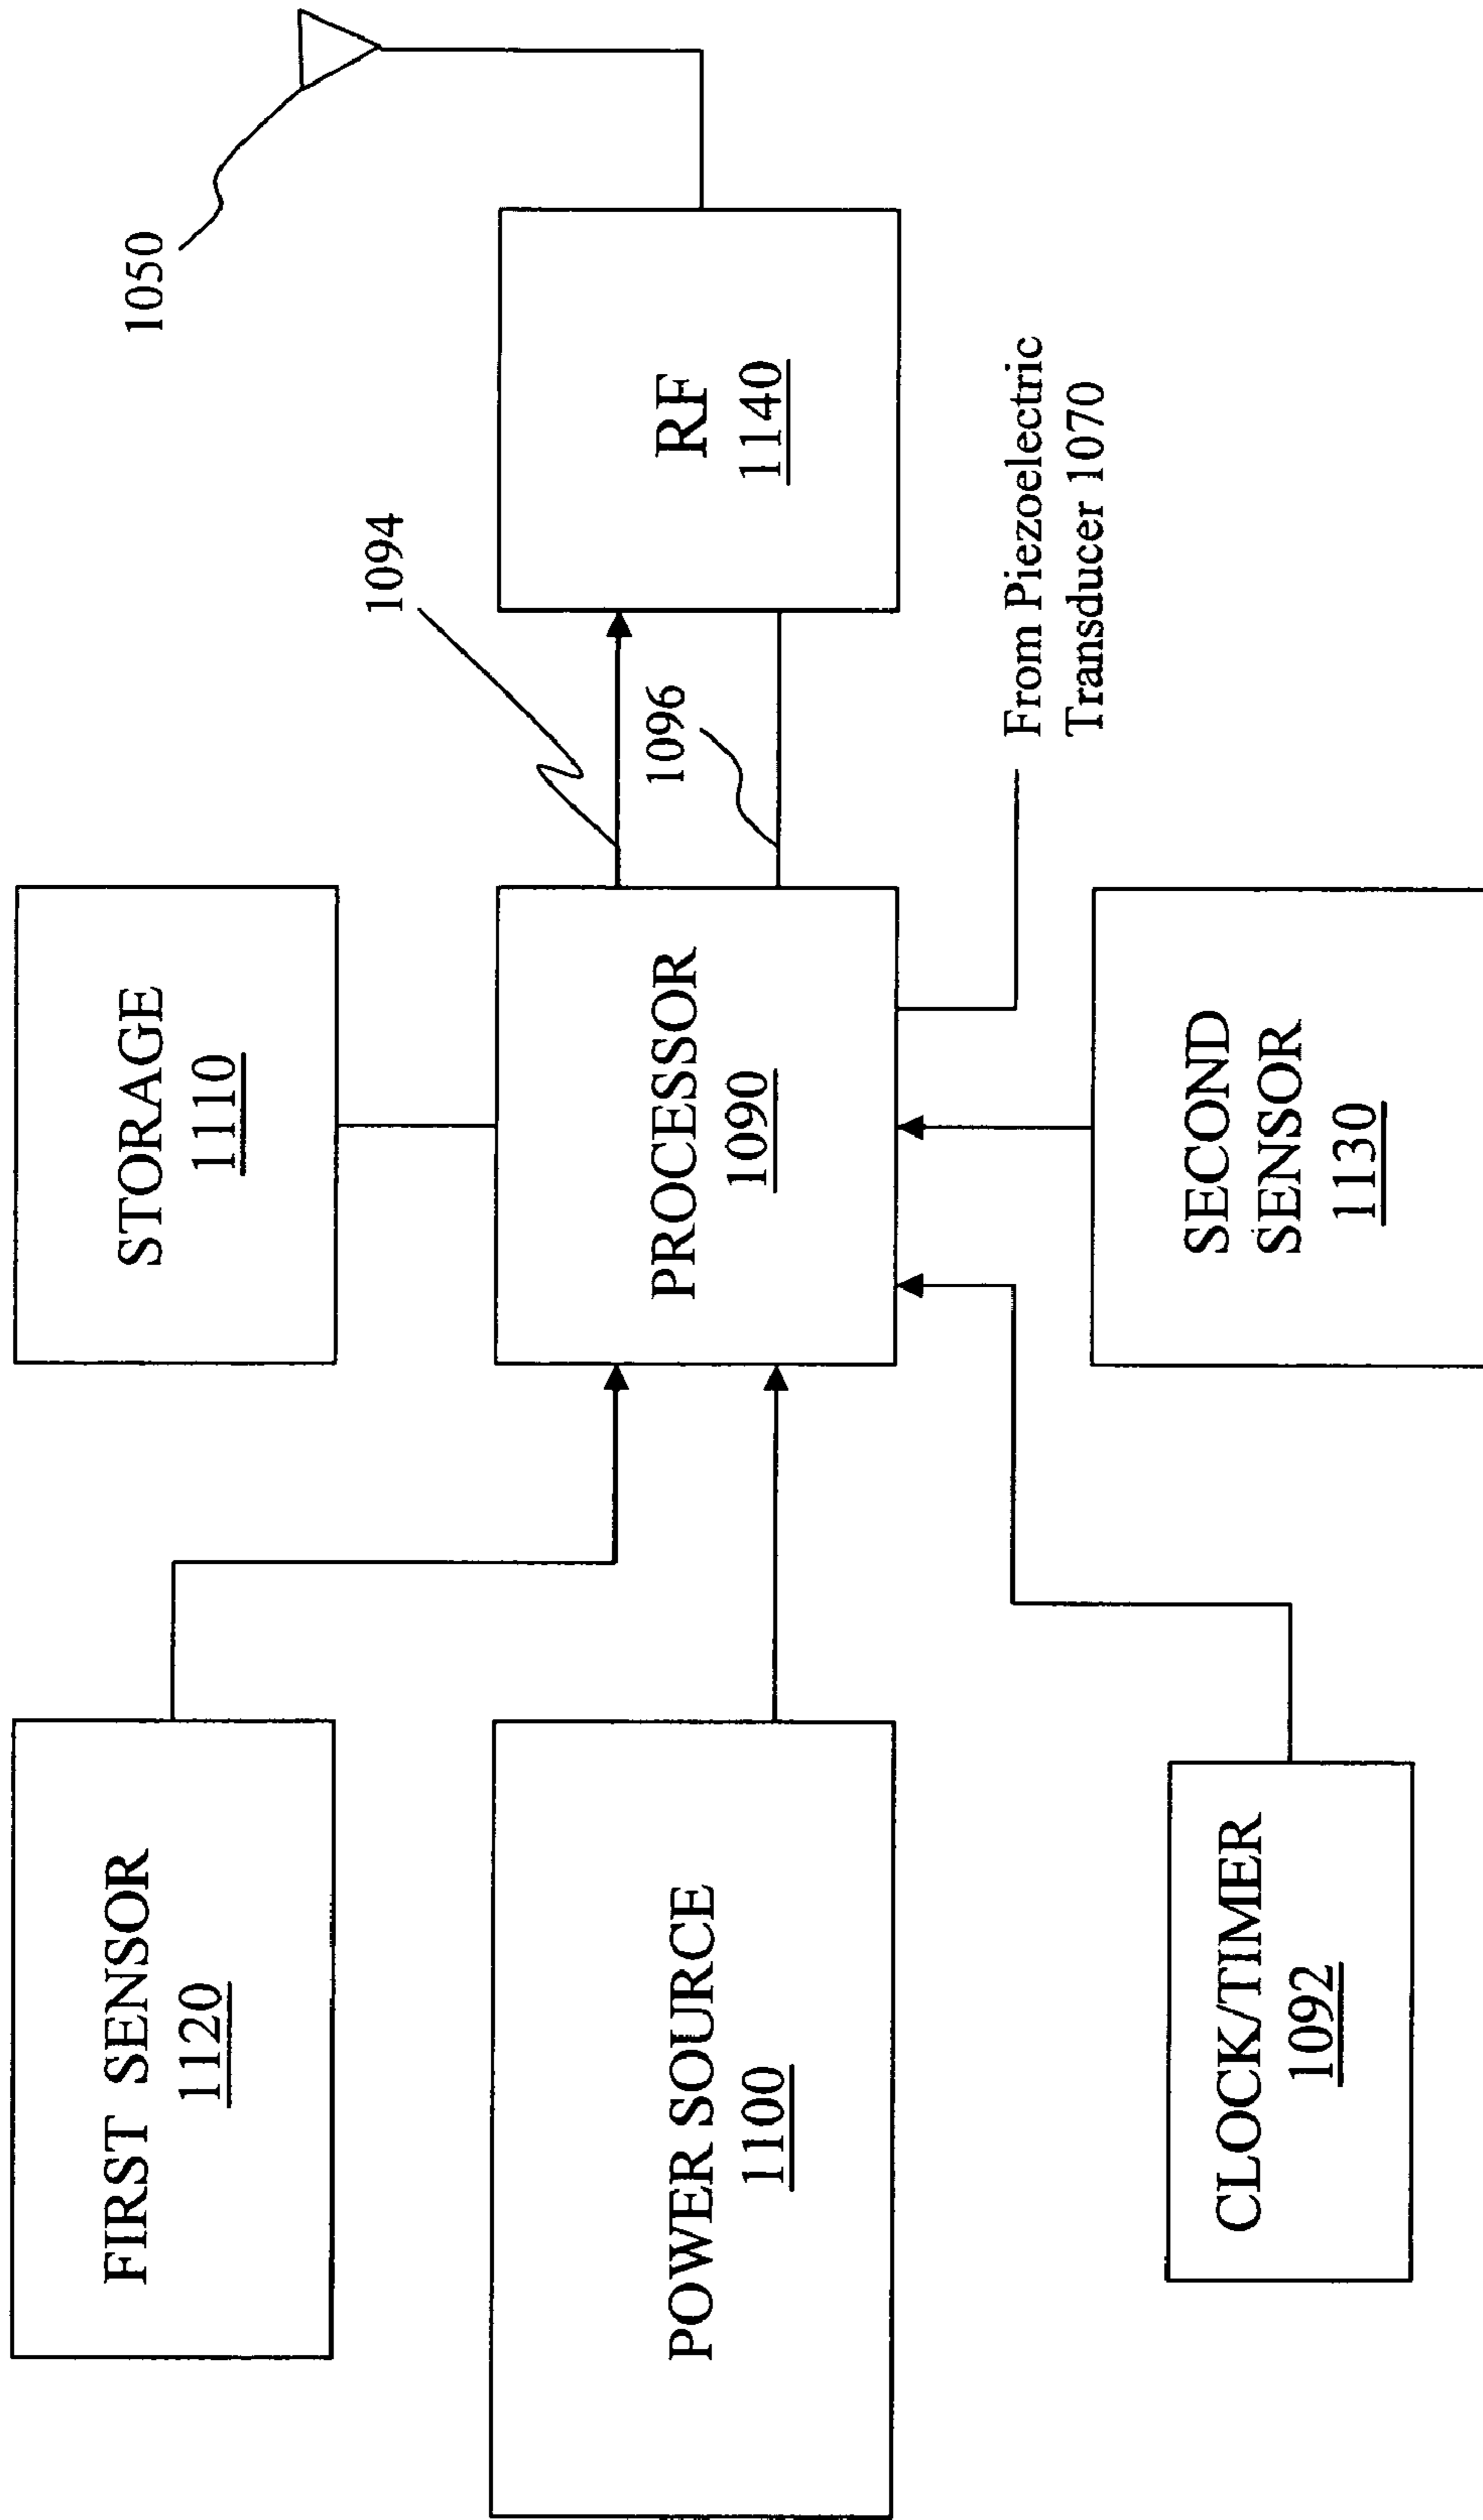 FIRST SENSOR
1120
STORAGE
1110
1050
1094
POWER SOURCE
1100
PROCESSOR
1090
1096
RF
1140
From Piezoelectric
Transducer 1070
CLOCK/TIMER
1092
SECOND
SENSOR
1130